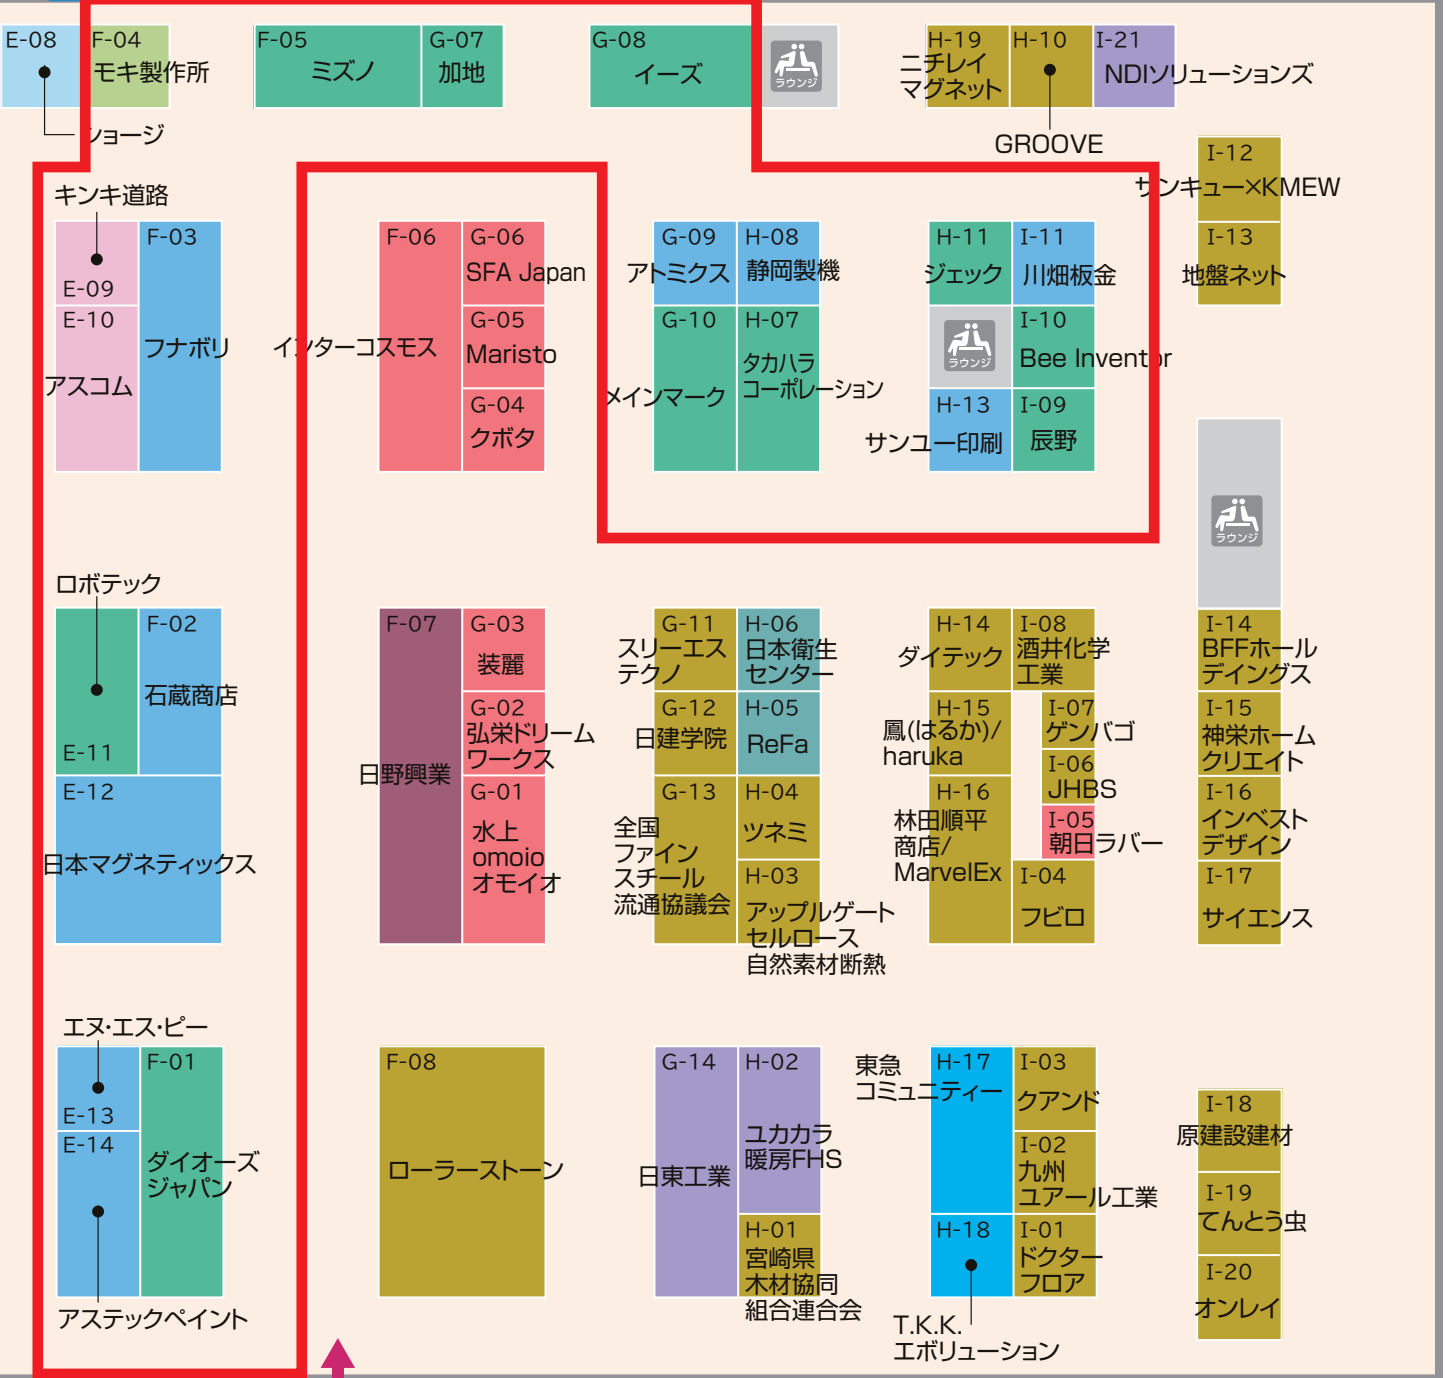 E-08
ショージ
F-04
モキ製作所
F-05
ミズノ
G-07
加地
G-08
イーズ
ラウンジ
H-19
ニチレイ
マグネット
H-10
GROOVE
I-21
NDIソリューションズ
I-12
サンキュー×KMEW
I-13
地盤ネット
キンキ道路
E-09
E-10
アスコム
F-03
フナボリ
F-06
インターコスモス
G-06
SFA Japan
G-05
Maristo
G-04
クボタ
G-09
アトミクス
H-08
静岡製機
G-10
メインマーク
H-07
タカハラ
コーポレーション
H-11
ジェック
I-11
川畑板金
ラウンジ
I-10
Bee Inventor
H-13
サンユー印刷
I-09
辰野
ラウンジ
ロボテック
E-11
F-02
石蔵商店
E-12
日本マグネティックス
F-07
日野興業
G-03
装麗
G-02
弘栄ドリーム
ワークス
G-01
水上
omoio
オモイオ
G-11
スリーエス
テクノ
H-06
日本衛生
センター
G-12
日建学院
H-05
ReFa
G-13
全国
ファイン
スチール
流通協議会
H-04
ツネミ
H-03
アップルゲート
セルロース
自然素材断熱
H-14
ダイテック
I-08
酒井化学
工業
H-15
鳳(はるか)/
haruka
I-07
ゲンバゴ
I-06
JHBS
H-16
林田順平
商店/
MarvelEx
I-05
朝日ラバー
I-04
フビロ
I-14
BFFホール
デイングス
I-15
神栄ホーム
クリエイト
I-16
インベスト
デザイン
I-17
サイエンス
エヌ・エス・ピー
E-13
E-14
アステックペイント
F-01
ダイオーズ
ジャパン
F-08
ローラーストーン
G-14
日東工業
H-02
ユカカラ
暖房FHS
H-01
宮崎県
木材協同
組合連合会
H-17
東急
コミュニティー
I-03
クアンド
I-02
九州
ユアール工業
H-18
T.K.K.
エボリューション
I-01
ドクター
フロア
I-18
原建設建材
I-19
てんとう虫
I-20
オンレイ